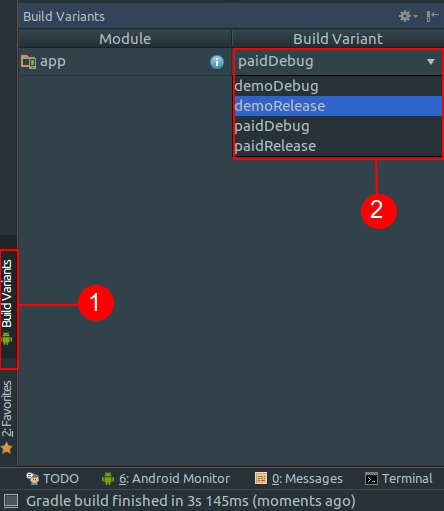 Build Variants
Module Build Variant
app paidDebug
demoDebug
demoRelease
paidDebug
paidRelease
2
1
Build Variants
2: Favorites
TODO 6: Android Monitor 0: Messages Terminal
Gradle build finished in 3s 145ms (moments ago)